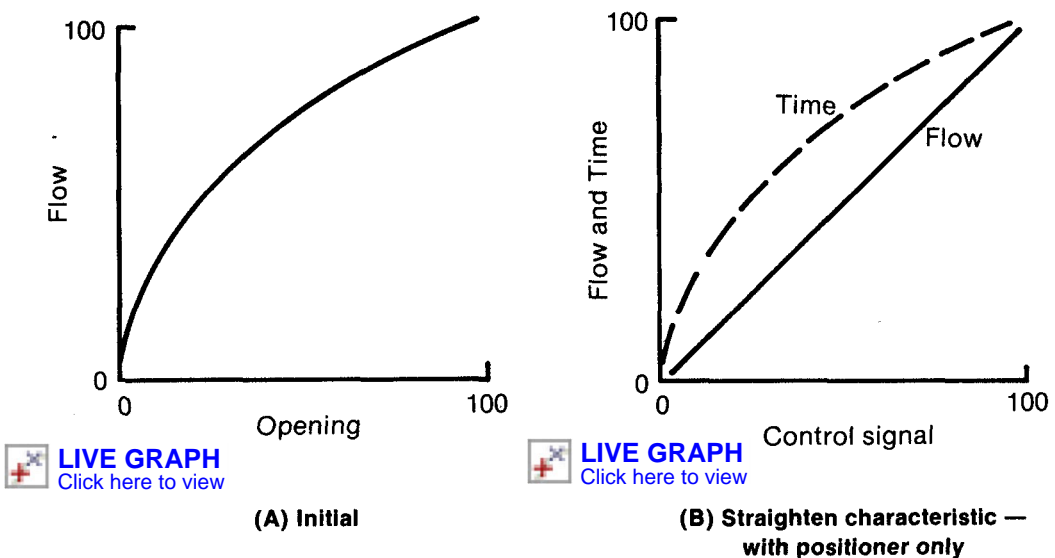 100
Flow
0
0
100
Opening
LIVE GRAPH
Click here to view
(A) Initial
100
Flow and Time
Time
Flow
0
0
100
Control signal
LIVE GRAPH
Click here to view
(B) Straighten characteristic —
with positioner only